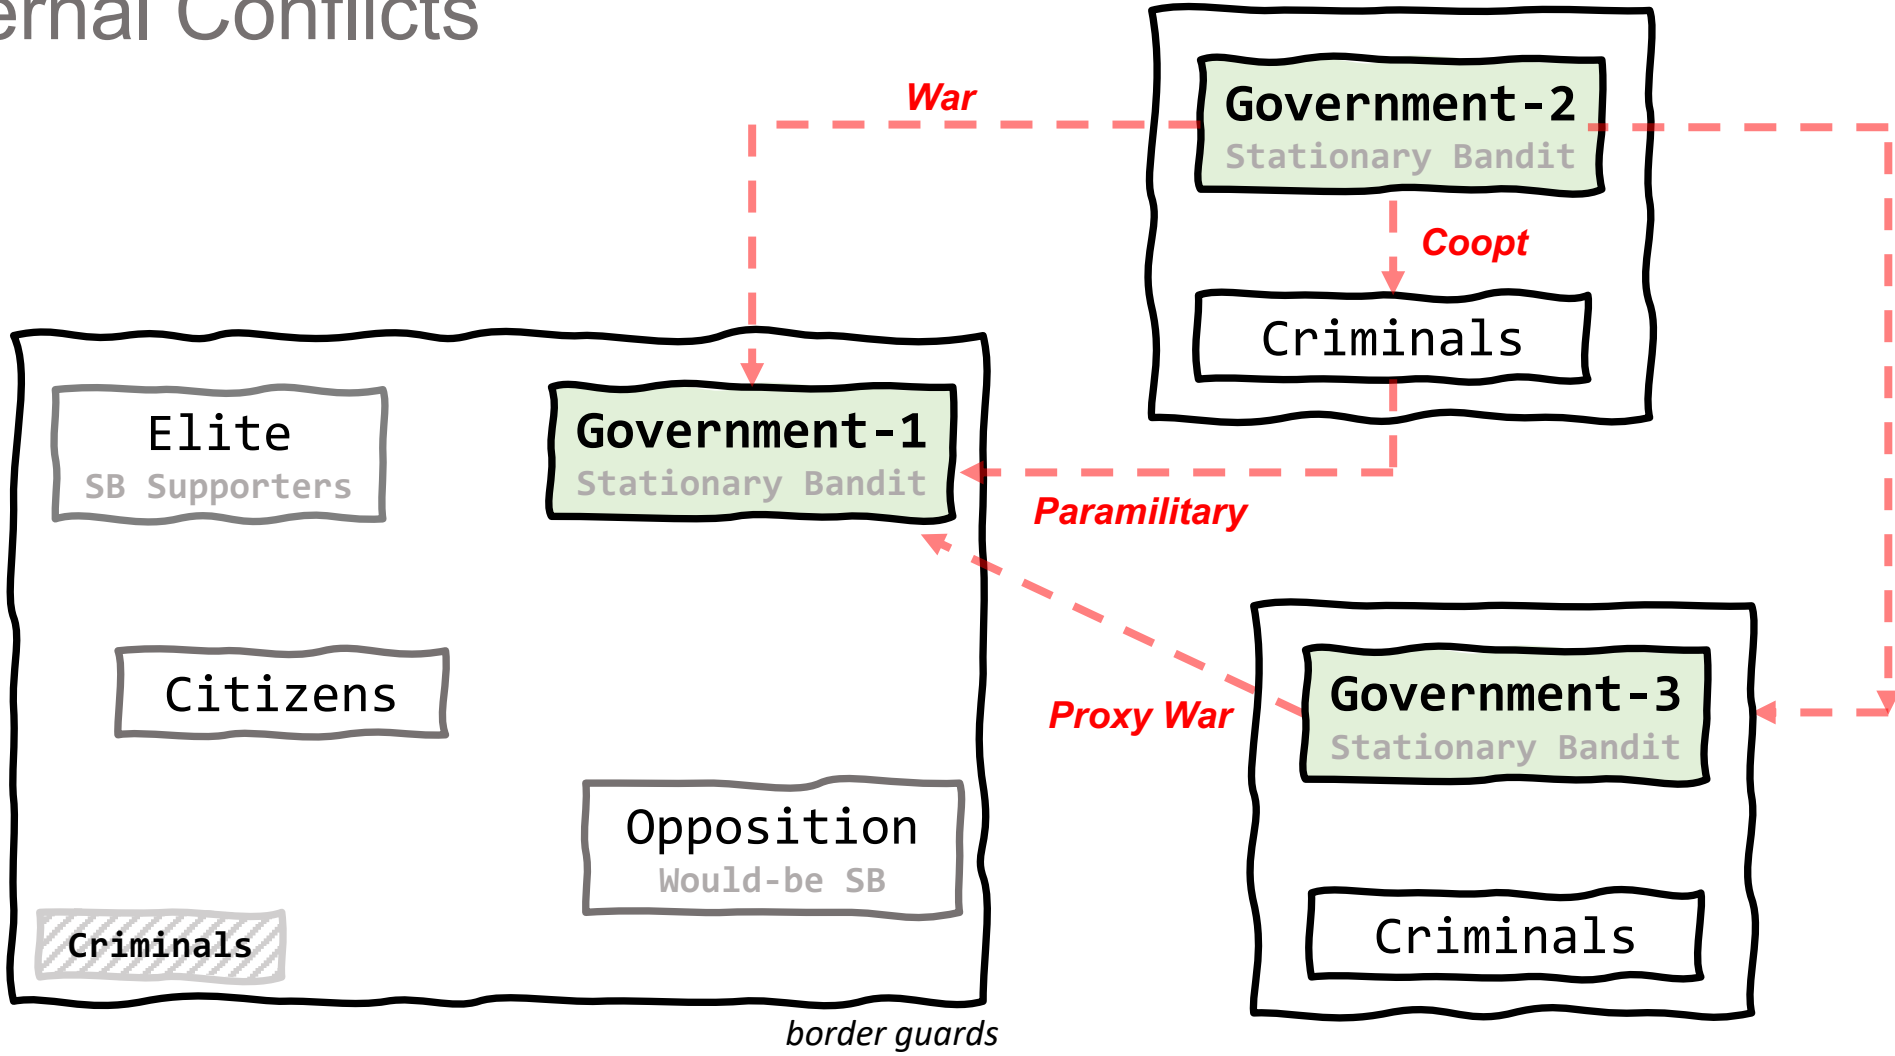 ernal Conflicts
War
Government-2
Stationary Bandit
Coopt
Criminals
Elite
SB Supporters
Government-1
Stationary Bandit
Paramilitary
Citizens
Proxy War
Government-3
Stationary Bandit
Opposition
Would-be SB
Criminals
Criminals
border guards